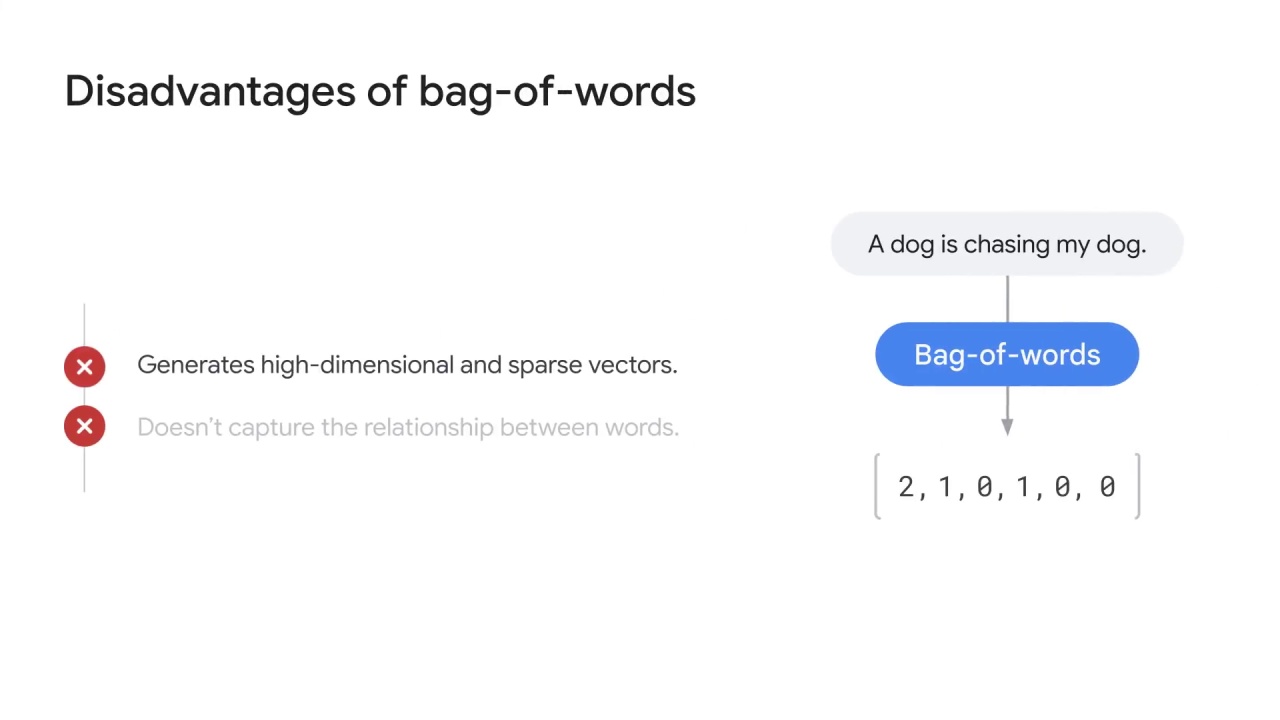 Disadvantages of bag-of-words
A dog is chasing my dog.
Bag-of-words
Generates high-dimensional and sparse vectors.
Doesn’t capture the relationship between words.
[ 2, 1, 0, 1, 0, 0 ]